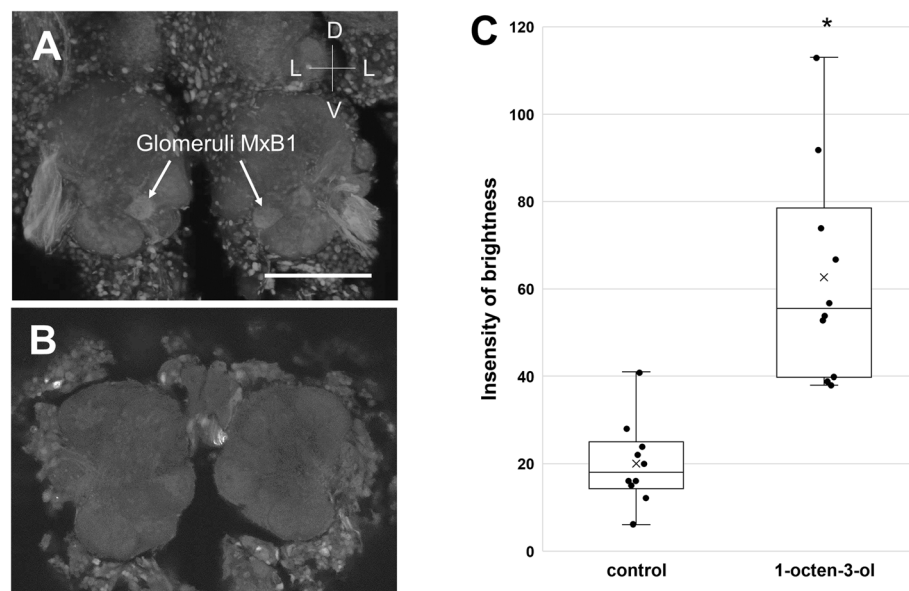 A
D
L L
V
Glomeruli MxB1
B
C
*
Insensity of brightness
120
100
80
60
40
20
0
control 1-octen-3-ol